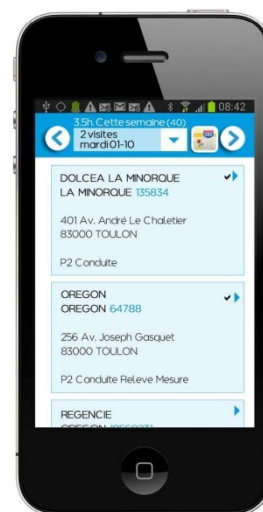 08:42
3.5h. Cette semaine (40)
2 visites
mardi 01-10
DOLCEA LA MINORQUE
LA MINORQUE 135834
401 Av. André Le Chaletier
83000 TOULON
P2 Conduite
OREGON
OREGON 64788
256 Av. Joseph Gasquet
83000 TOULON
P2 Conduite Releve Mesure
REGENCIE
OREGON